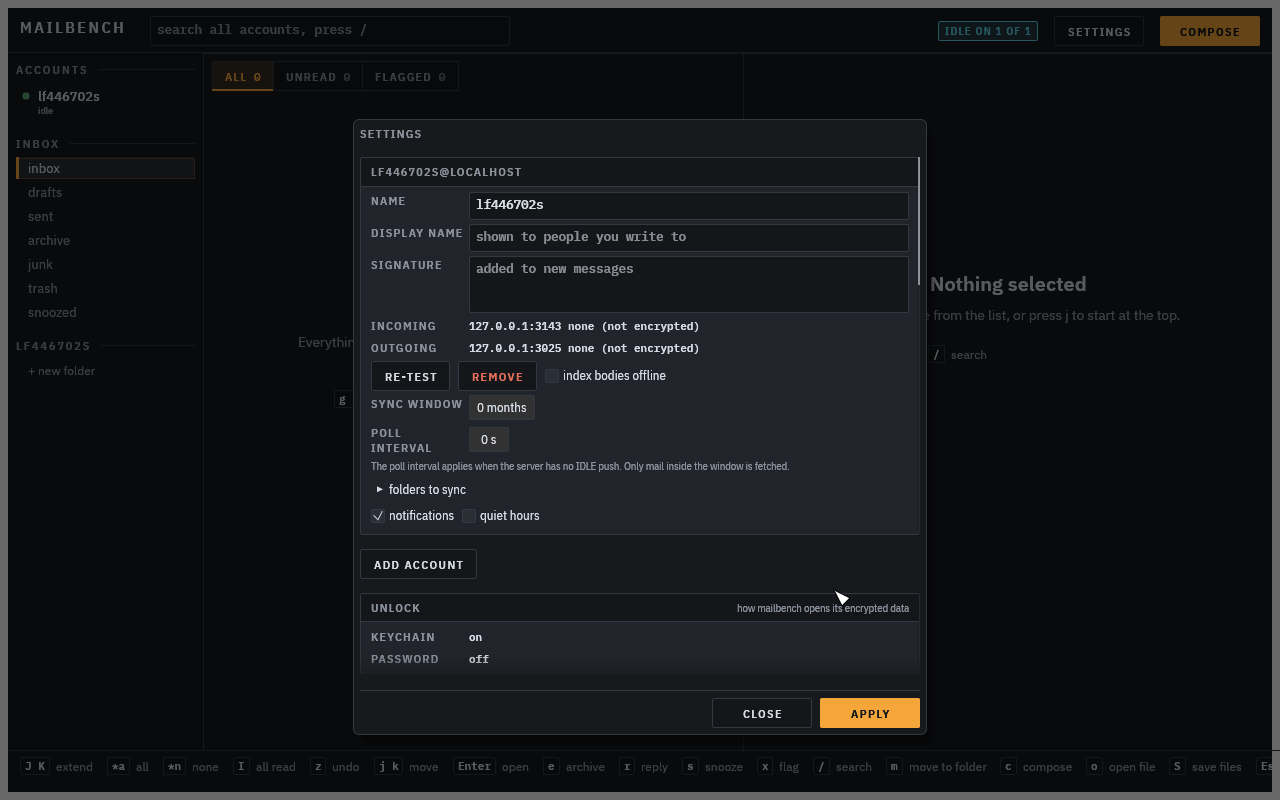 MAILBENCH
search all accounts, press /
IDLE ON 1 OF 1
SETTINGS
COMPOSE
ACCOUNTS
lf446702s
idle
INBOX
inbox
drafts
sent
archive
junk
trash
snoozed
LF446702S
+ new folder
ALL 0
UNREAD 0
FLAGGED 0
Everythin
g
SETTINGS
LF446702S@LOCALHOST
NAME
lf446702s
DISPLAY NAME
shown to people you write to
SIGNATURE
added to new messages
INCOMING
127.0.0.1:3143 none (not encrypted)
OUTGOING
127.0.0.1:3025 none (not encrypted)
RE-TEST
REMOVE
index bodies offline
SYNC WINDOW
0 months
POLL
INTERVAL
0 s
The poll interval applies when the server has no IDLE push. Only mail inside the window is fetched.
folders to sync
notifications
quiet hours
ADD ACCOUNT
UNLOCK
how mailbench opens its encrypted data
KEYCHAIN
on
PASSWORD
off
CLOSE
APPLY
Nothing selected
e from the list, or press j to start at the top.
/ search
J K extend
*a all
*n none
I all read
z undo
j k move
Enter open
e archive
r reply
s snooze
x flag
/ search
m move to folder
c compose
o open file
S save files
Es